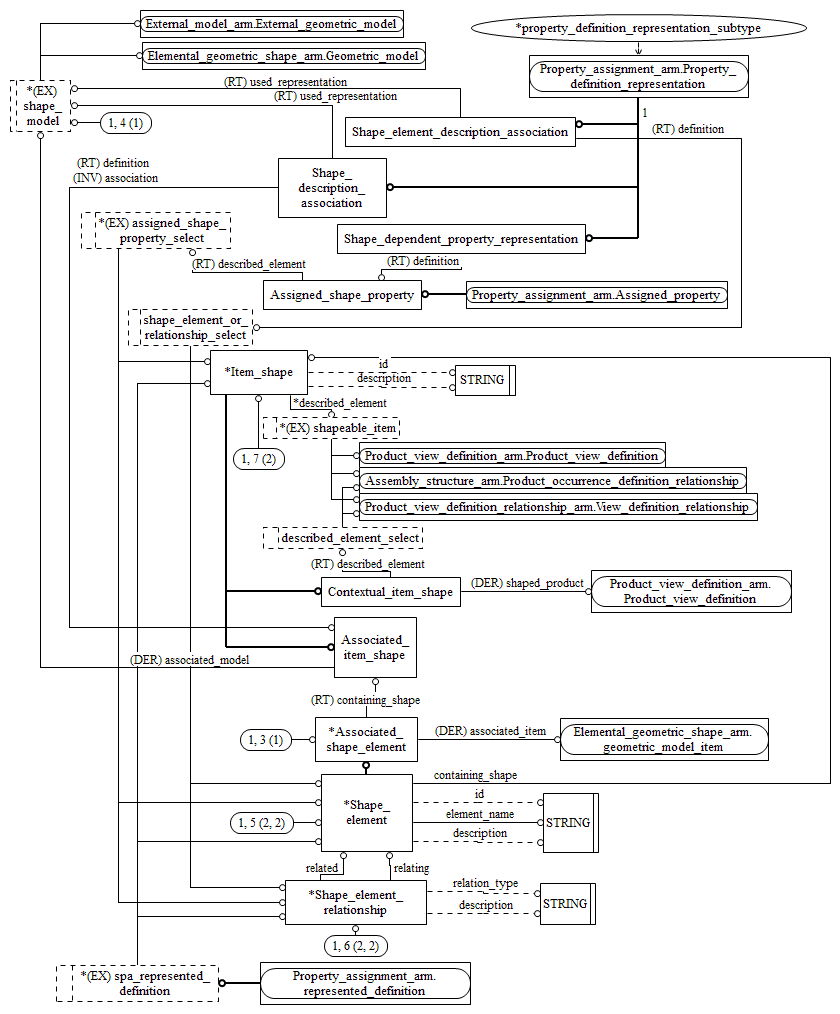 External_model_arm.External_geometric_model
*property_definition_representation_subtype
Elemental_geometric_shape_arm.Geometric_model
Property_assignment_arm.Property_
definition_representation
*(EX)
shape_
model
(RT) used_representation
(RT) used_representation
1
1, 4 (1)
Shape_element_description_association
(RT) definition
(RT) definition
(INV) association
Shape_
description_
association
*(EX) assigned_shape_
property_select
Shape_dependent_property_representation
(RT) described_element
(RT) definition
Assigned_shape_property
Property_assignment_arm.Assigned_property
shape_element_or_
relationship_select
*Item_shape
id
description
STRING
*described_element
*(EX) shapeable_item
1, 7 (2)
Product_view_definition_arm.Product_view_definition
Assembly_structure_arm.Product_occurrence_definition_relationship
Product_view_definition_relationship_arm.View_definition_relationship
described_element_select
(RT) described_element
Contextual_item_shape
(DER) shaped_product
Product_view_definition_arm.
Product_view_definition
Associated_
item_shape
(DER) associated_model
(RT) containing_shape
1, 3 (1)
*Associated_
shape_element
(DER) associated_item
Elemental_geometric_shape_arm.
geometric_model_item
containing_shape
*Shape_
element
id
1, 5 (2, 2)
element_name
STRING
description
related
relating
*Shape_element_
relationship
relation_type
description
STRING
1, 6 (2, 2)
*(EX) spa_represented_
definition
Property_assignment_arm.
represented_definition